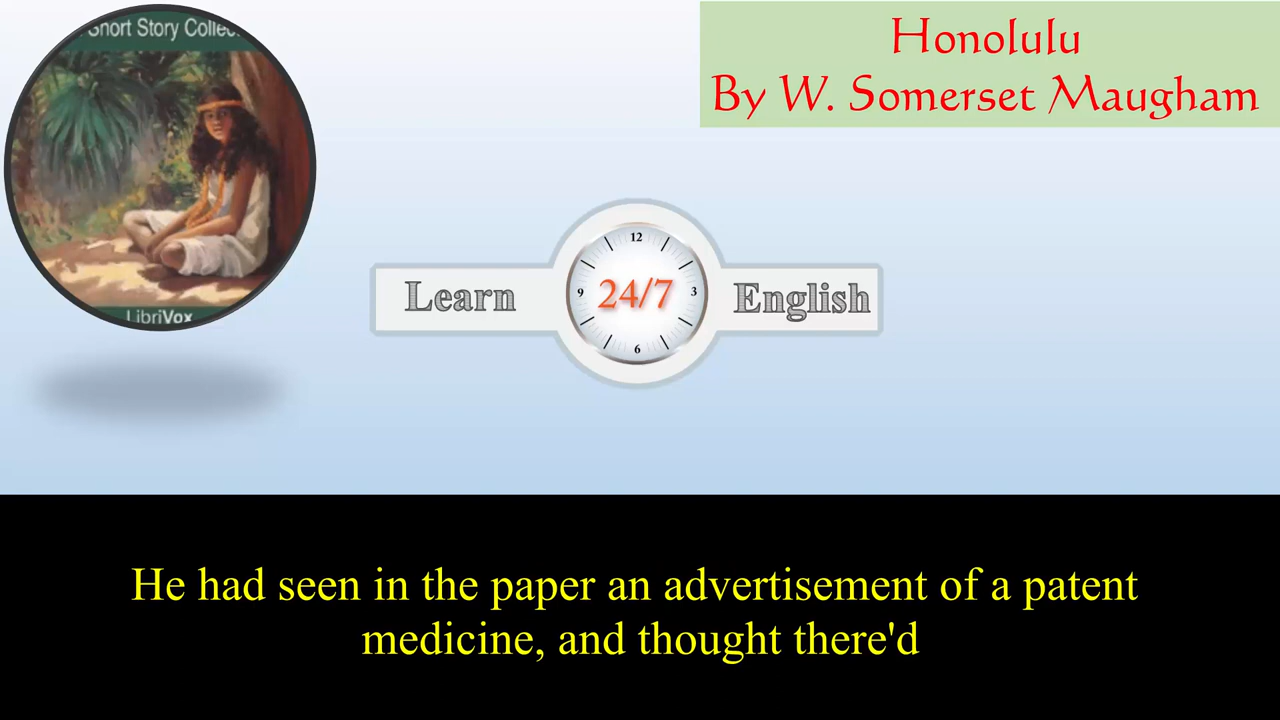 Short Story Collec
LibriVox
Honolulu
By W. Somerset Maugham
Learn 24/7 English
12
9 3
6
He had seen in the paper an advertisement of a patent
medicine, and thought there'd